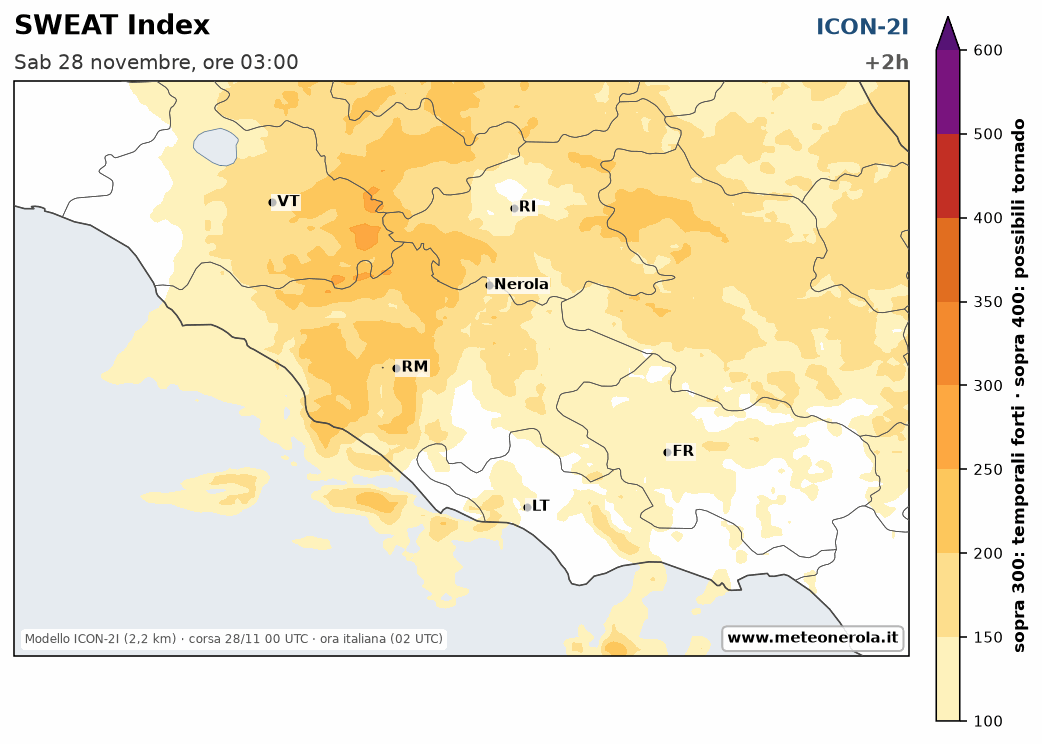 SWEAT Index
ICON-2I
Sab 28 novembre, ore 03:00
+2h
600
500
400
350
300
250
200
150
100
sopra 300: temporali forti · sopra 400: possibili tornado
VT
RI
Nerola
RM
FR
LT
Modello ICON-2I (2,2 km) · corsa 28/11 00 UTC · ora italiana (02 UTC)
www.meteonerola.it